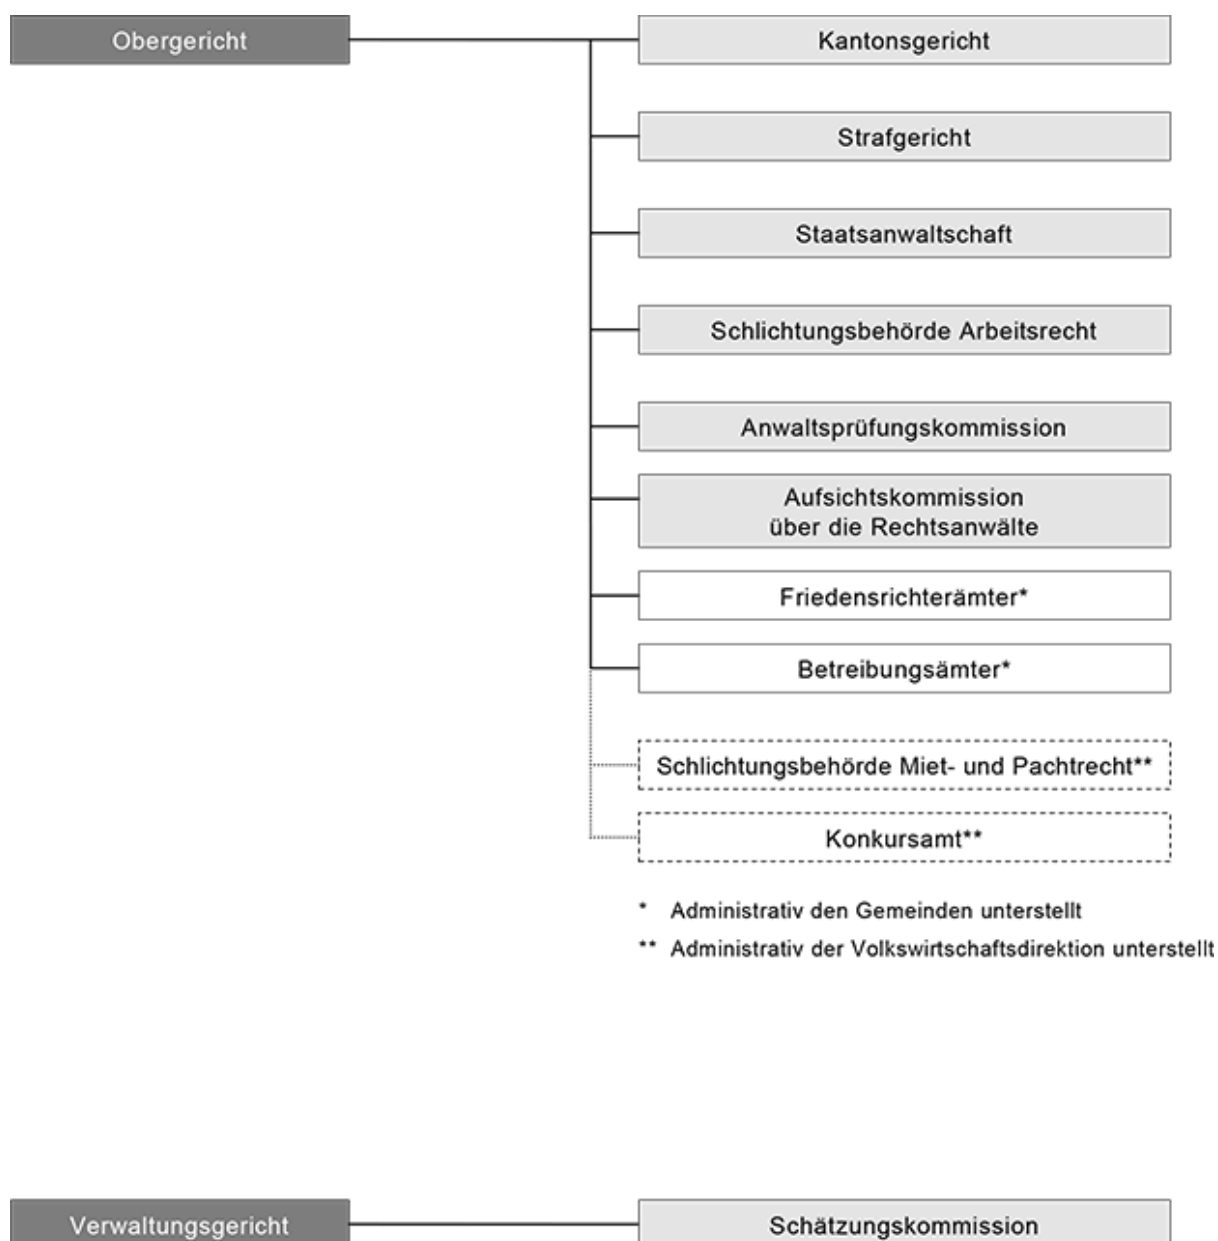 Obergericht
Kantonsgericht
Strafgericht
Staatsanwaltschaft
Schlichtungsbehörde Arbeitsrecht
Anwaltsprüfungskommission
Aufsichtskommission
über die Rechtsanwälte
Friedensrichterämter*
Betreibungsämter*
Schlichtungsbehörde Miet- und Pachtrecht**
Konkursamt**
* Administrativ den Gemeinden unterstellt
** Administrativ der Volkswirtschaftsdirektion unterstellt
Verwaltungsgericht
Schätzungskommission